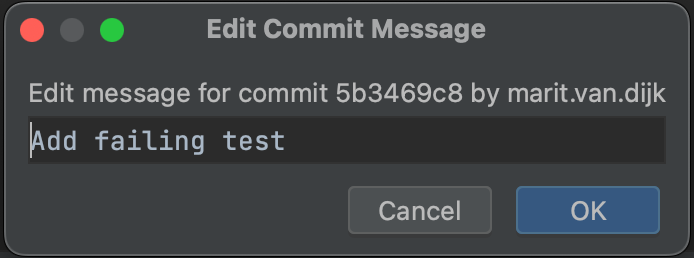 Edit Commit Message
Edit message for commit 5b3469c8 by marit.van.dijk
Add failing test
Cancel
OK